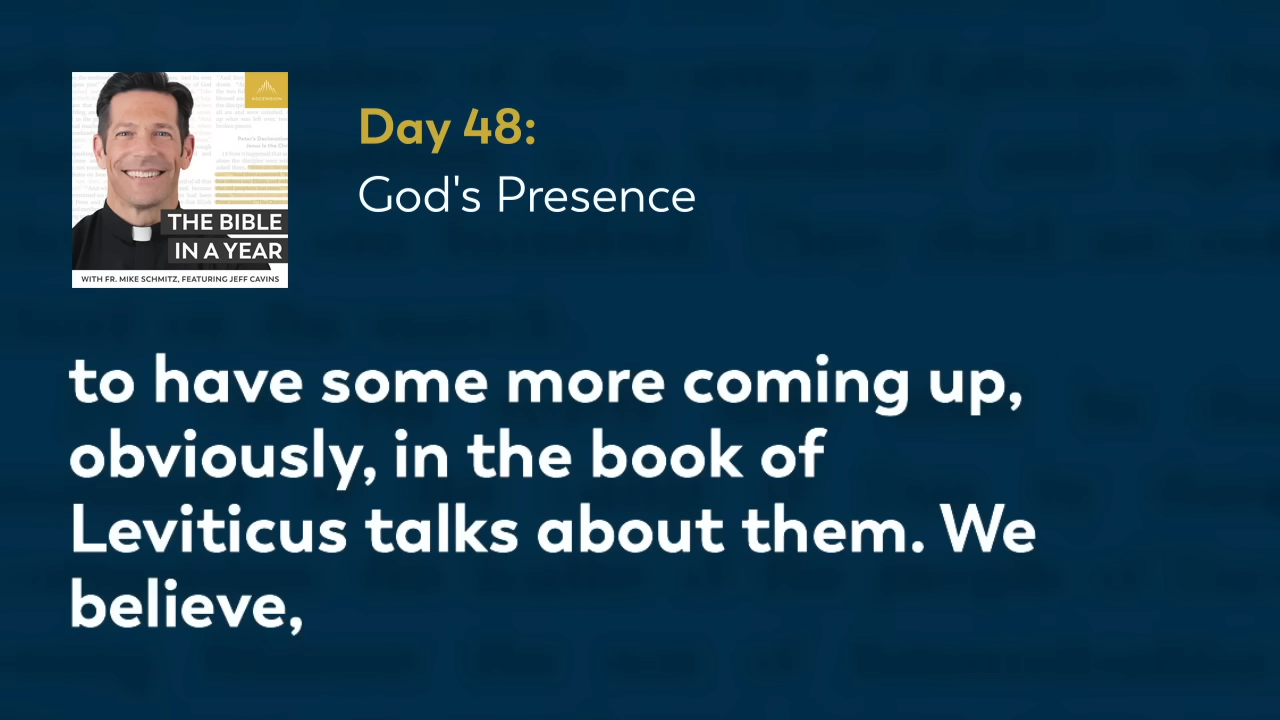 ASCENSION
THE BIBLE
IN A YEAR
WITH FR. MIKE SCHMITZ, FEATURING JEFF CAVINS
Day 48:
God's Presence
to have some more coming up,
obviously, in the book of
Leviticus talks about them. We
believe,